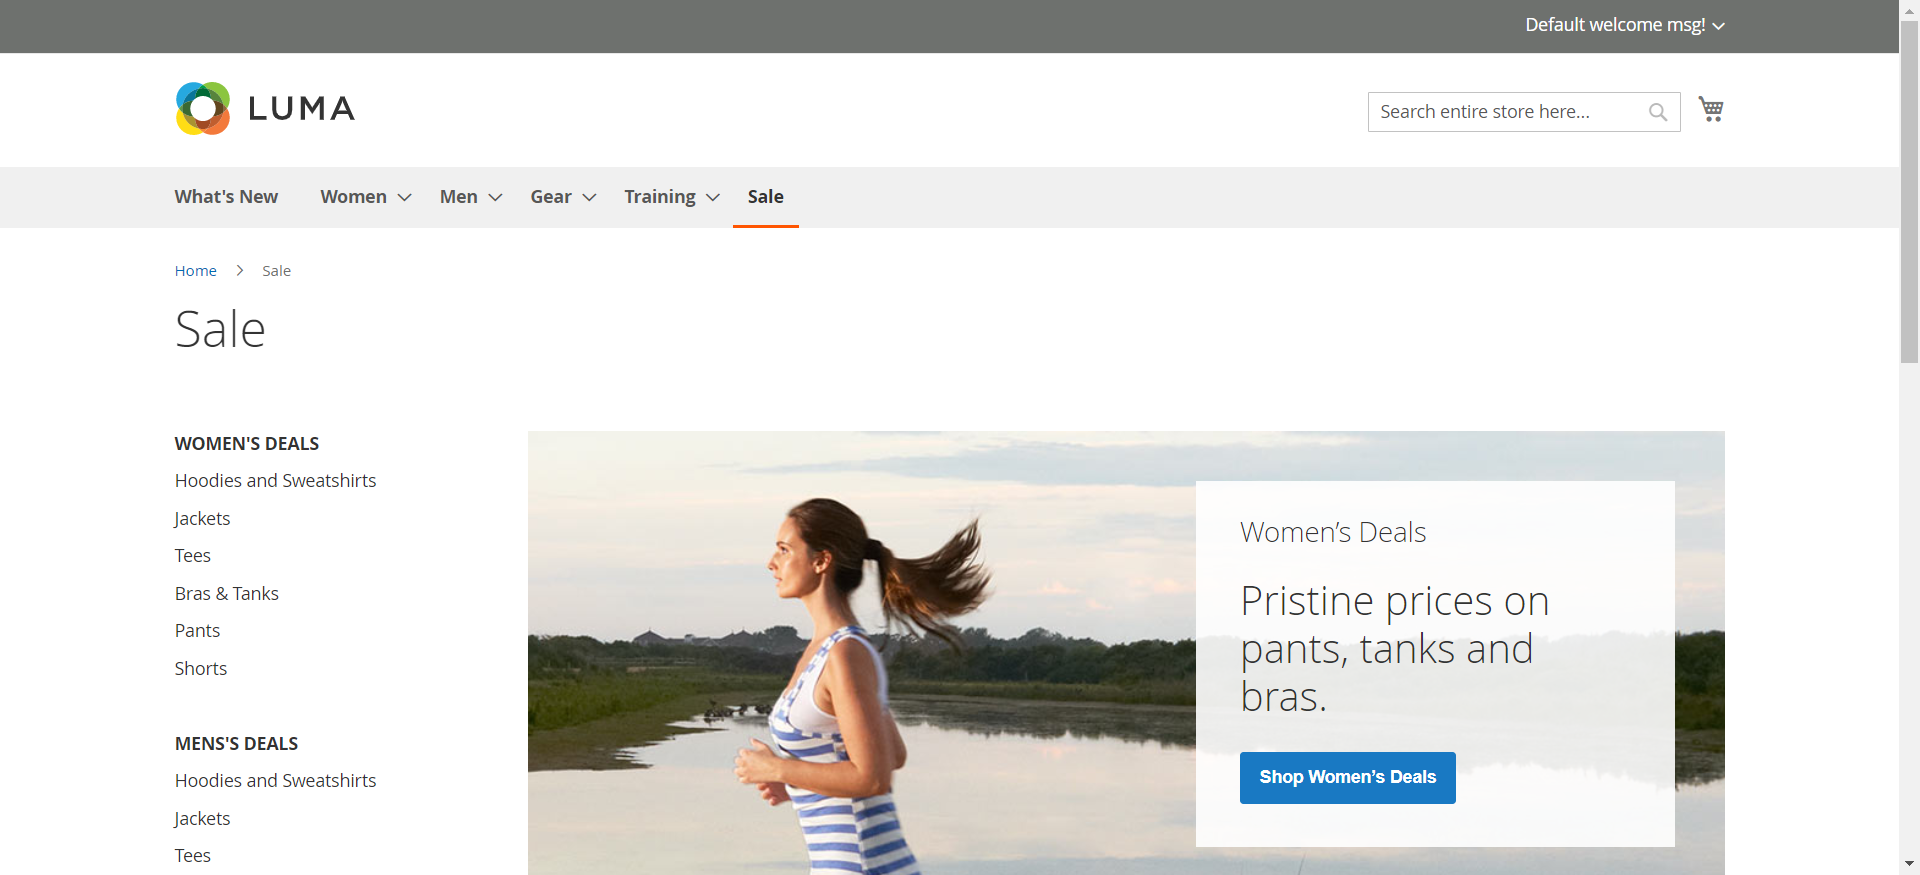 Default welcome msg!
LUMA
Search entire store here...
What's New
Women
Men
Gear
Training
Sale
Home
Sale
Sale
WOMEN'S DEALS
Hoodies and Sweatshirts
Jackets
Tees
Bras & Tanks
Pants
Shorts
MENS'S DEALS
Hoodies and Sweatshirts
Jackets
Tees
Women’s Deals
Pristine prices on
pants, tanks and
bras.
Shop Women’s Deals